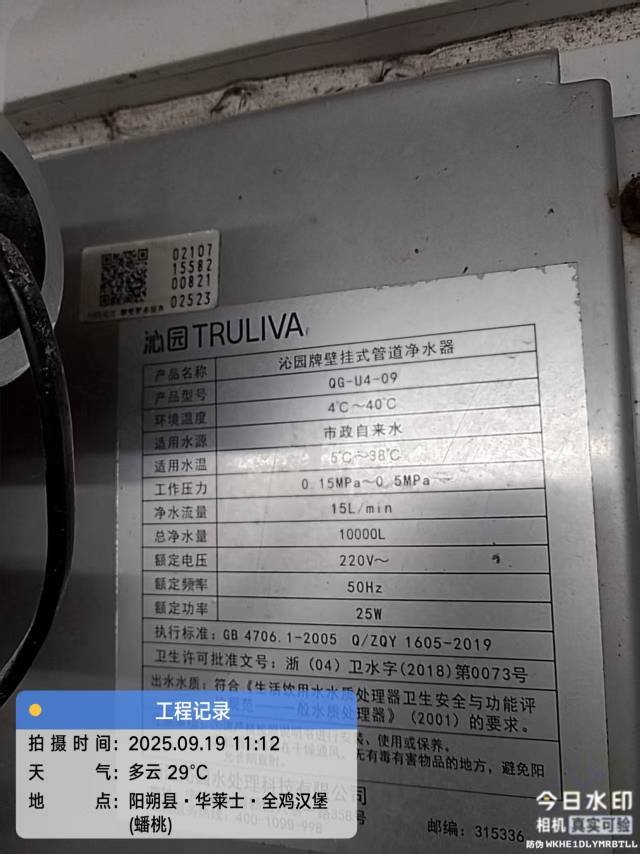 02107
15582
00821
02523
沁园 TRULIVA
产品名称 沁园牌壁挂式管道净水器
产品型号 QG-U4-09
环境温度 4℃～40℃
适用水源 市政自来水
适用水温 5℃～38℃
工作压力 0.15MPa～0.5MPa
净水流量 15L/min
总净水量 10000L
额定电压 220V～
额定频率 50Hz
额定功率 25W
执行标准: GB 4706.1-2005 Q/ZQY 1605-2019
卫生许可批准文号: 浙(04)卫水字(2018)第0073号
出水水质: 符合《生活饮用水水质处理器卫生安全与功能评
一般水质处理器》(2001)的要求。
安装、使用或保养。
无有毒有害物品的地方, 避免阳
水处理科技有限公司
358号
400-1090-998
邮编: 315336
工程记录
拍摄时间: 2025.09.19 11:12
天 气: 多云 29℃
地 点: 阳朔县·华莱士·全鸡汉堡
(蟠桃)
今日水印
相机 真实可验
防伪 WKHE1DLYMRBTLL